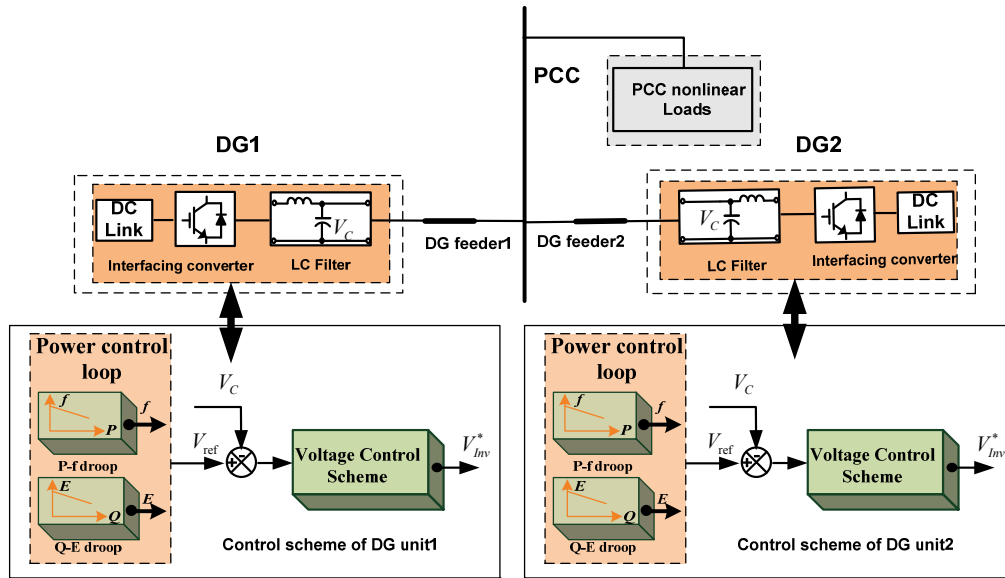 PCC
PCC nonlinear
Loads
DG1
DG2
DC
Link
V_C
Interfacing converter
LC Filter
DG feeder1
DG feeder2
V_C
DC
Link
LC Filter
Interfacing converter
Power control
loop
f
P
f
P-f droop
E
Q
E
Q-E droop
V_C
V_ref
+
-
Voltage Control
Scheme
V*_Inv
Control scheme of DG unit1
Power control
loop
f
P
f
P-f droop
E
Q
E
Q-E droop
V_C
V_ref
+
-
Voltage Control
Scheme
V*_Inv
Control scheme of DG unit2